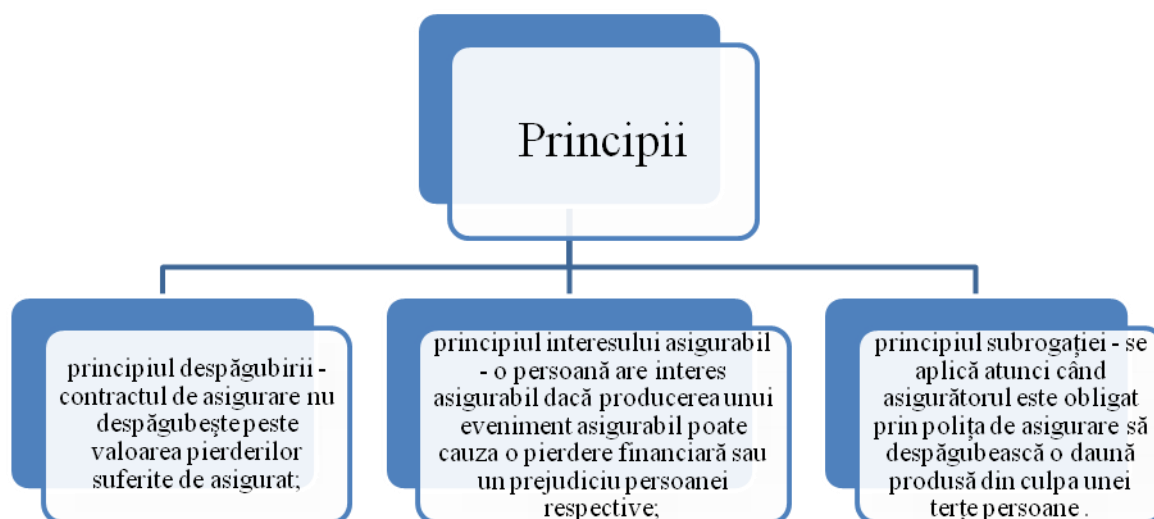 Principii
principiul despăgubirii -
contractul de asigurare nu
despăgubește peste
valoarea pierderilor
suferite de asigurat;
principiul interesului asigurabil
- o persoană are interes
asigurabil dacă producerea unui
eveniment asigurabil poate
cauza o pierdere financiară sau
un prejudiciu persoanei
respective;
principiul subrogației - se
aplică atunci când
asigurătorul este obligat
prin polița de asigurare să
despăgubească o daună
produsă din culpa unei
terțe persoane .